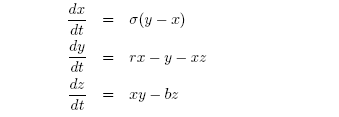 dx/dt = σ(y − x)
dy/dt = rx − y − xz
dz/dt = xy − bz